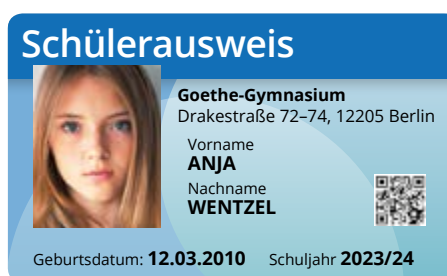 Schülerausweis
Goethe-Gymnasium
Drakestraße 72–74, 12205 Berlin
Vorname
ANJA
Nachname
WENTZEL
Geburtsdatum: 12.03.2010 Schuljahr 2023/24